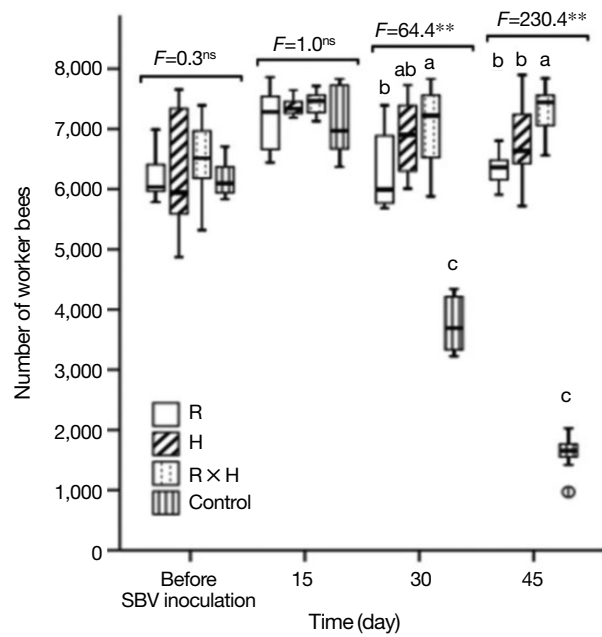 F=0.3ns
F=1.0ns
F=64.4**
F=230.4**
b
ab
a
c
b
b
a
c
Number of worker bees
8,000
7,000
6,000
5,000
4,000
3,000
2,000
1,000
0
R
H
R × H
Control
Before
SBV inoculation
15
30
45
Time (day)